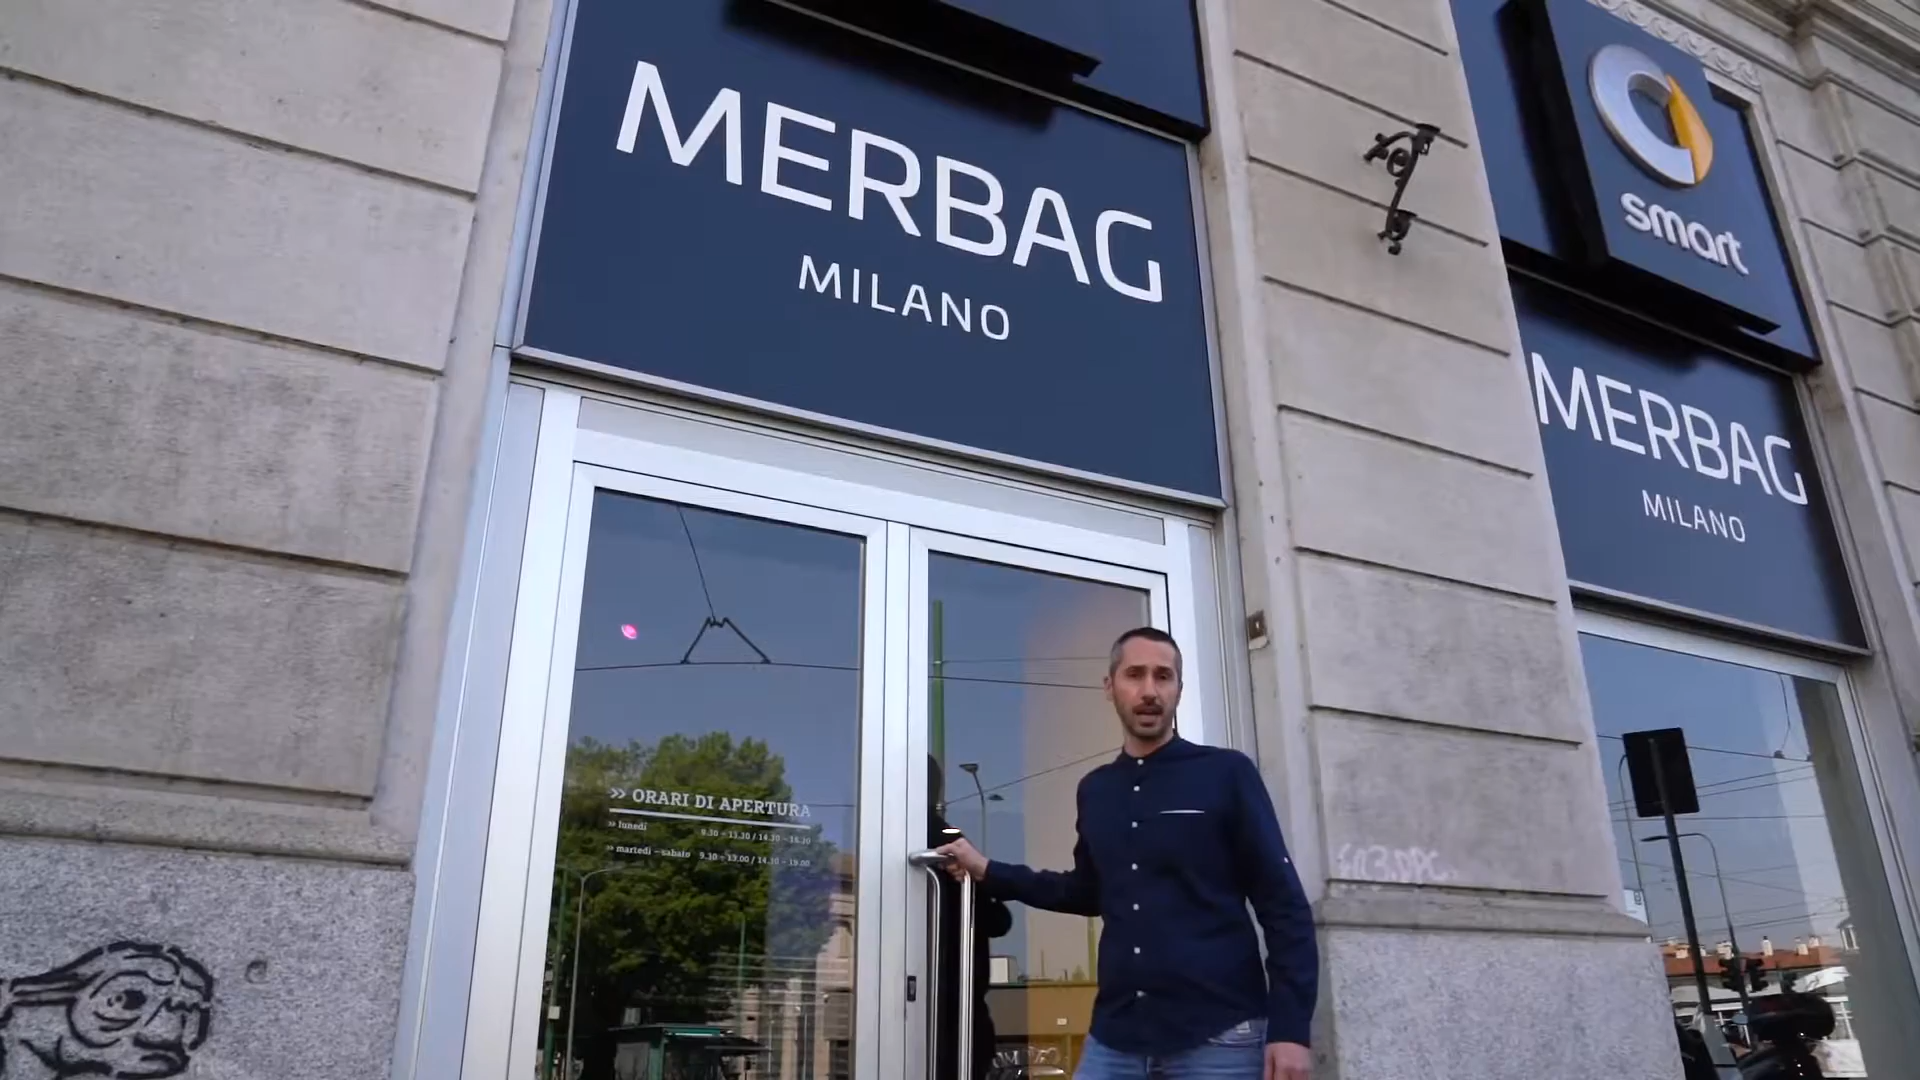 MERBAG
MILANO
smart
MERBAG
MILANO
>> ORARI DI APERTURA
>> lunedì 9.30 - 13.30 / 14.30 - 18.30
>> martedì - sabato 9.30 - 13.00 / 14.30 - 19.00